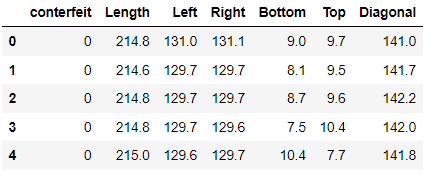 conterfeit Length Left Right Bottom Top Diagonal
0 0 214.8 131.0 131.1 9.0 9.7 141.0
1 0 214.6 129.7 129.7 8.1 9.5 141.7
2 0 214.8 129.7 129.7 8.7 9.6 142.2
3 0 214.8 129.7 129.6 7.5 10.4 142.0
4 0 215.0 129.6 129.7 10.4 7.7 141.8